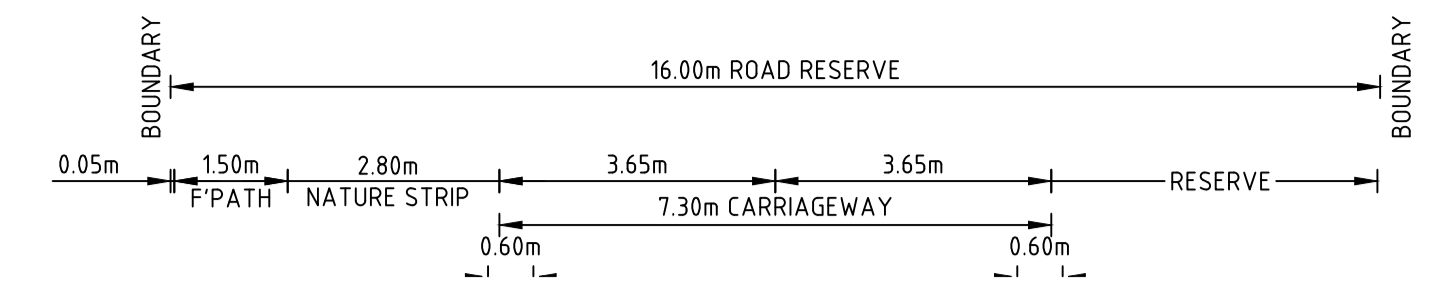 BOUNDARY
16.00m ROAD RESERVE
BOUNDARY
0.05m
1.50m
F'PATH
2.80m
NATURE STRIP
3.65m
3.65m
RESERVE
7.30m CARRIAGEWAY
0.60m
0.60m